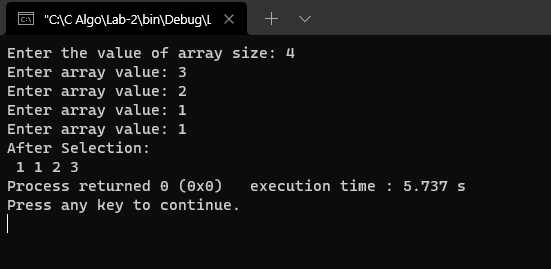 "C:\C Algo\Lab-2\bin\Debug\L
Enter the value of array size: 4
Enter array value: 3
Enter array value: 2
Enter array value: 1
Enter array value: 1
After Selection:
 1 1 2 3
Process returned 0 (0x0)   execution time : 5.737 s
Press any key to continue.